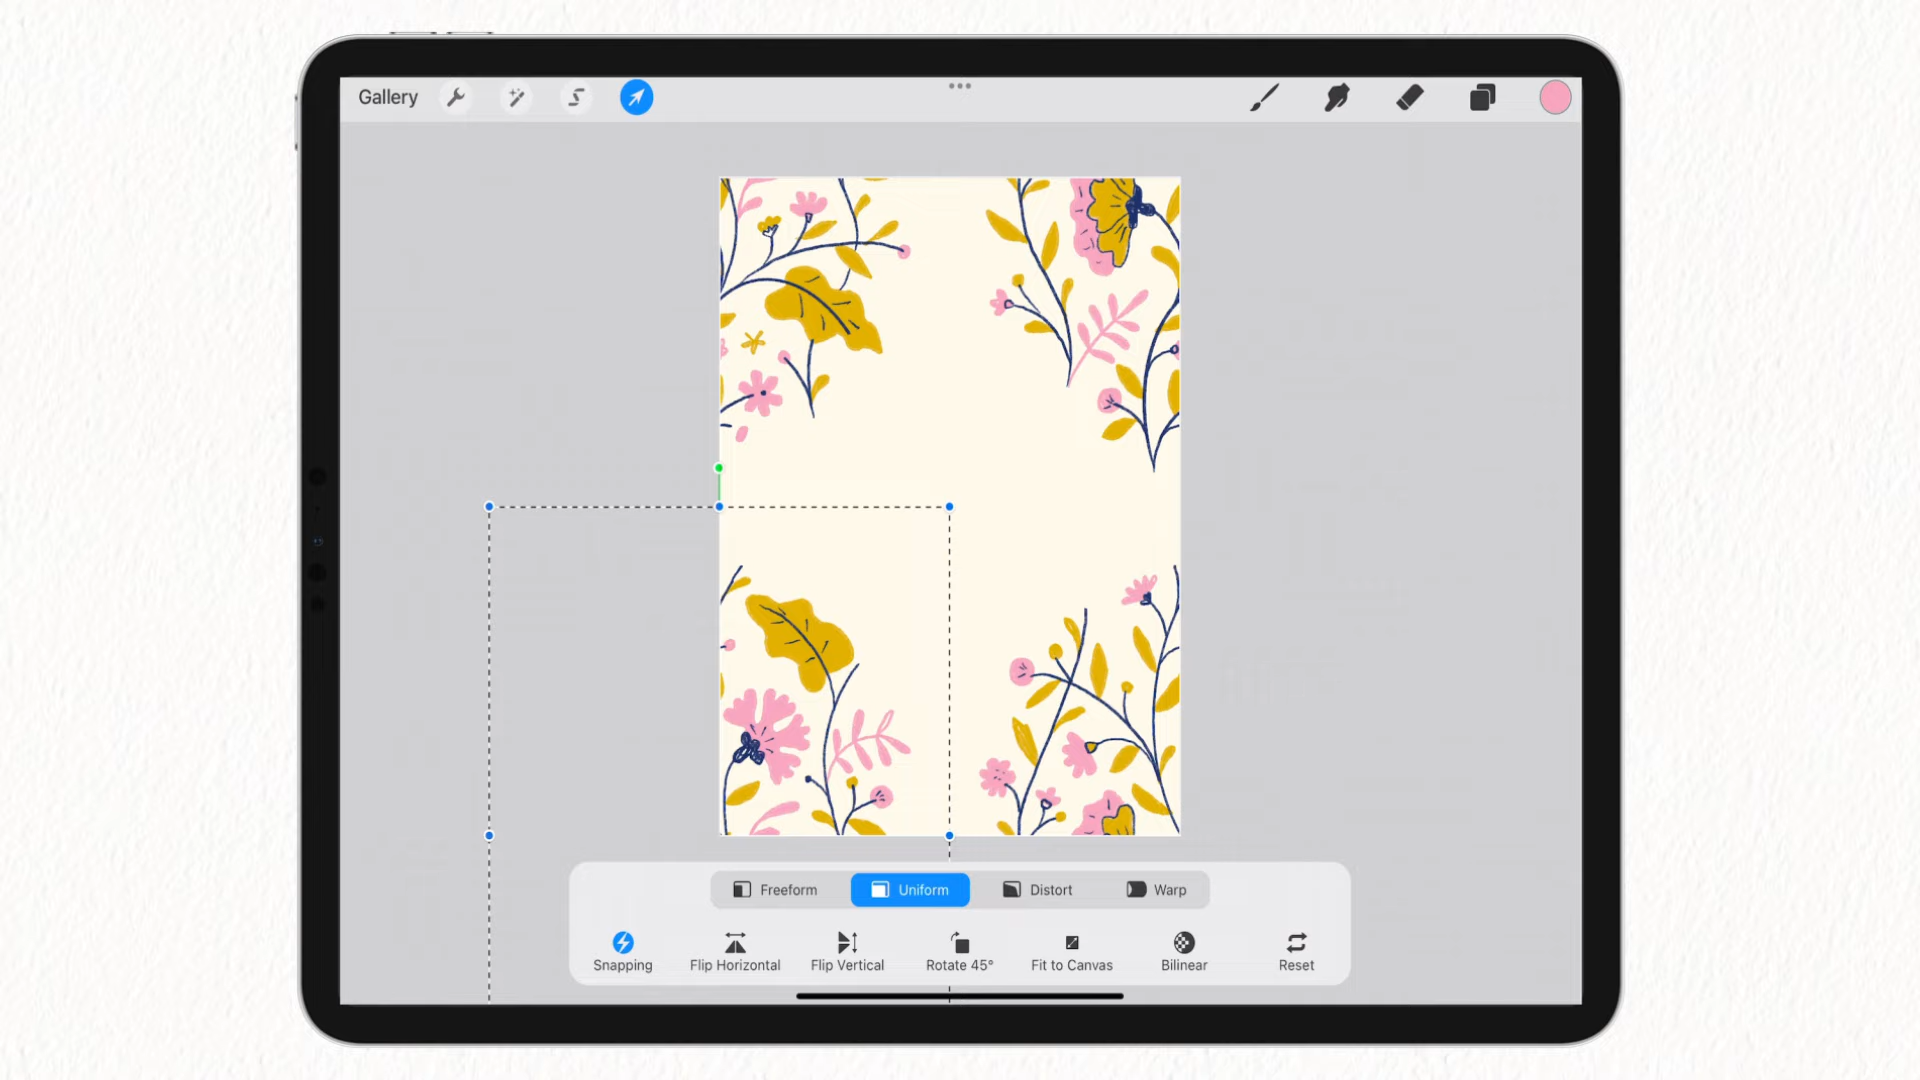 Gallery
Freeform Uniform Distort Warp
Snapping Flip Horizontal Flip Vertical Rotate 45° Fit to Canvas Bilinear Reset